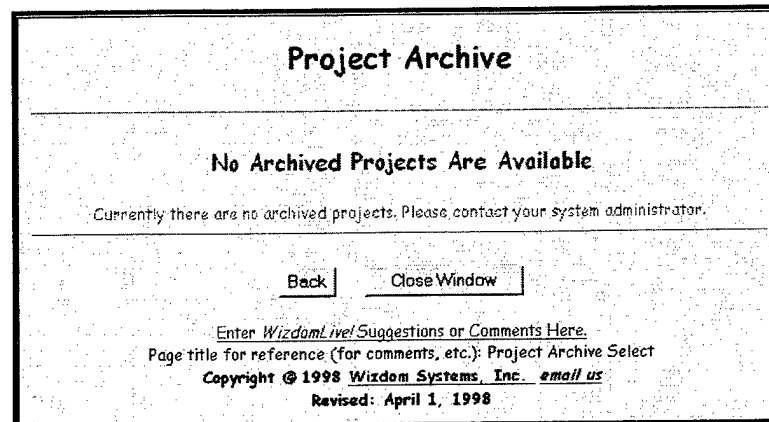 Project Archive
No Archived Projects Are Available
Currently there are no archived projects. Please contact your system administrator.
Back Close Window
Enter WizdomLive! Suggestions or Comments Here.
Page title for reference (for comments, etc.): Project Archive Select
Copyright © 1998 Wizdom Systems, Inc. email us
Revised: April 1, 1998